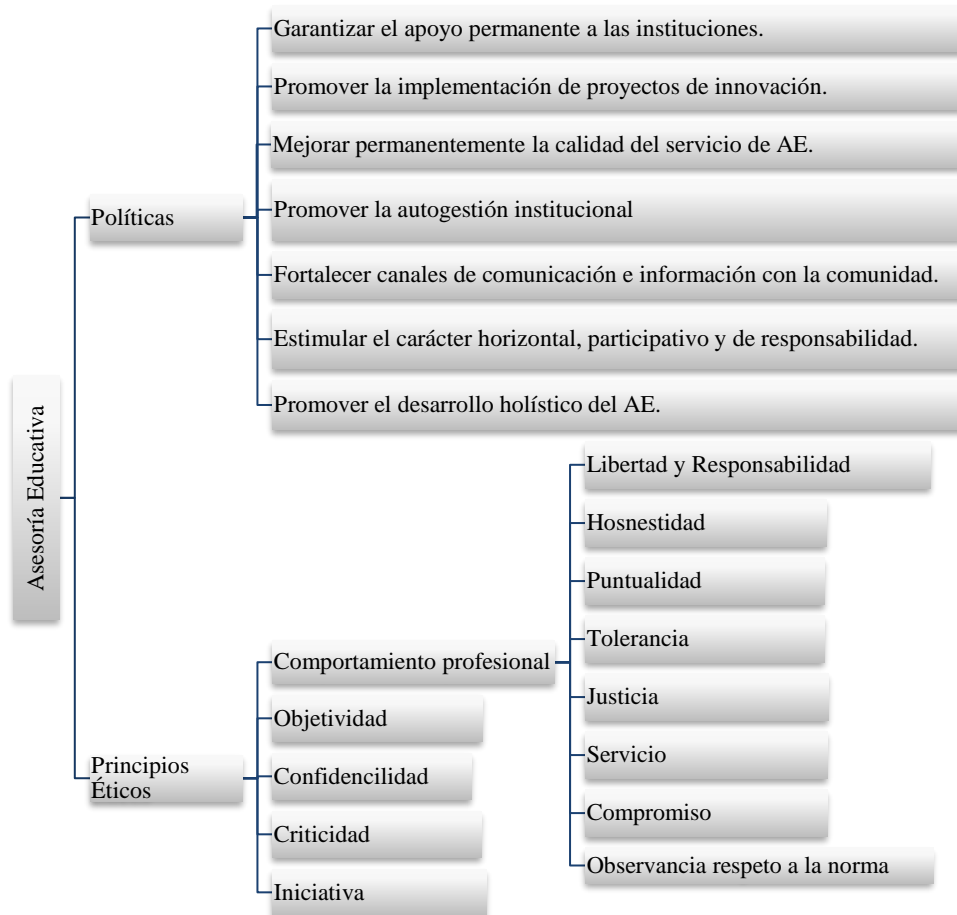 Asesoría Educativa
Políticas
Garantizar el apoyo permanente a las instituciones.
Promover la implementación de proyectos de innovación.
Mejorar permanentemente la calidad del servicio de AE.
Promover la autogestión institucional
Fortalecer canales de comunicación e información con la comunidad.
Estimular el carácter horizontal, participativo y de responsabilidad.
Promover el desarrollo holístico del AE.
Principios
Éticos
Comportamiento profesional
Libertad y Responsabilidad
Hosnestidad
Puntualidad
Tolerancia
Justicia
Servicio
Compromiso
Observancia respeto a la norma
Objetividad
Confidencilidad
Criticidad
Iniciativa